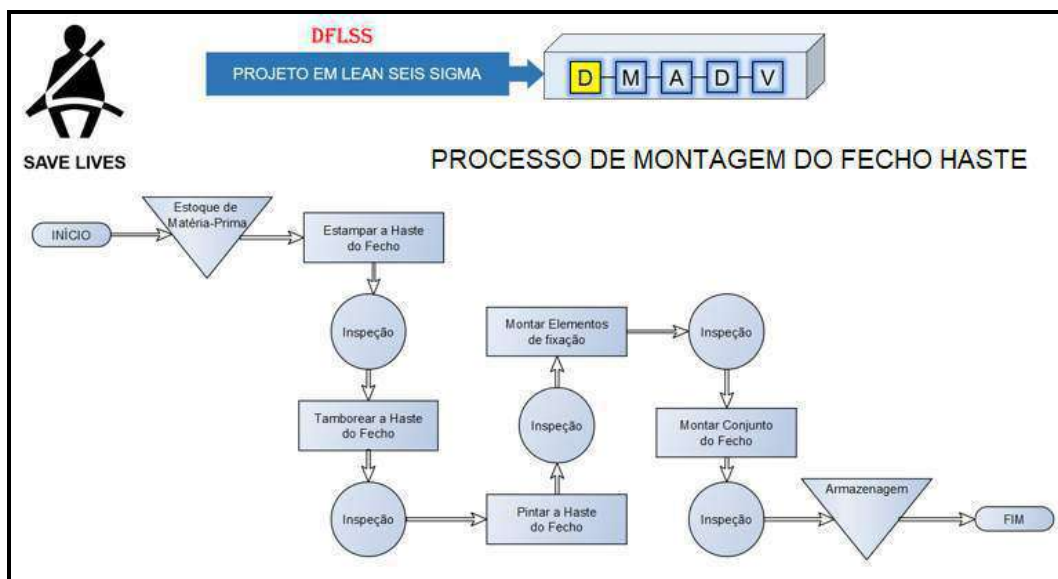 DFLSS
PROJETO EM LEAN SEIS SIGMA
D M A D V
SAVE LIVES
PROCESSO DE MONTAGEM DO FECHO HASTE
INÍCIO
Estoque de
Matéria-Prima
Estampar a Haste
do Fecho
Inspeção
Tamborear a Haste
do Fecho
Inspeção
Pintar a Haste
do Fecho
Inspeção
Montar Elementos
de fixação
Inspeção
Montar Conjunto
do Fecho
Inspeção
Armazenagem
FIM